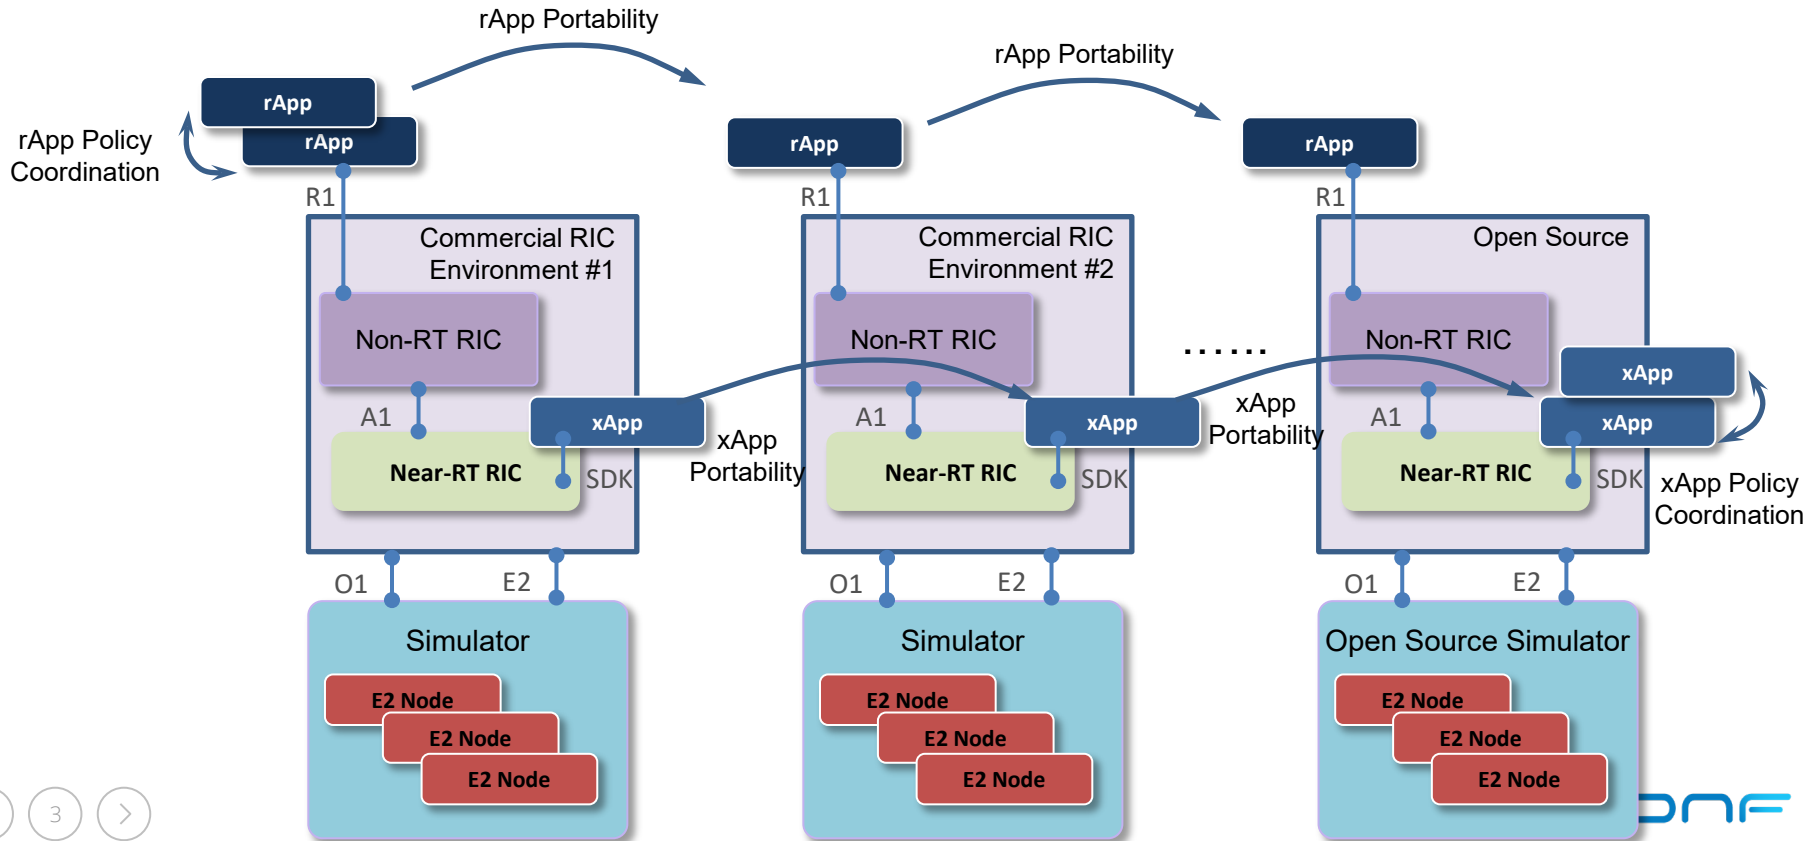 rApp Portability
rApp Portability
rApp
rApp
rApp Policy
Coordination
rApp
rApp
R1
R1
R1
Commercial RIC
Environment #1
Commercial RIC
Environment #2
Open Source
Non-RT RIC
Non-RT RIC
Non-RT RIC
......
A1
A1
A1
xApp
xApp
xApp
xApp
xApp
Portability
xApp
Portability
Near-RT RIC
Near-RT RIC
Near-RT RIC
SDK
SDK
SDK
xApp Policy
Coordination
O1
E2
O1
E2
O1
E2
Simulator
Simulator
Open Source Simulator
E2 Node
E2 Node
E2 Node
E2 Node
E2 Node
E2 Node
E2 Node
E2 Node
E2 Node
3